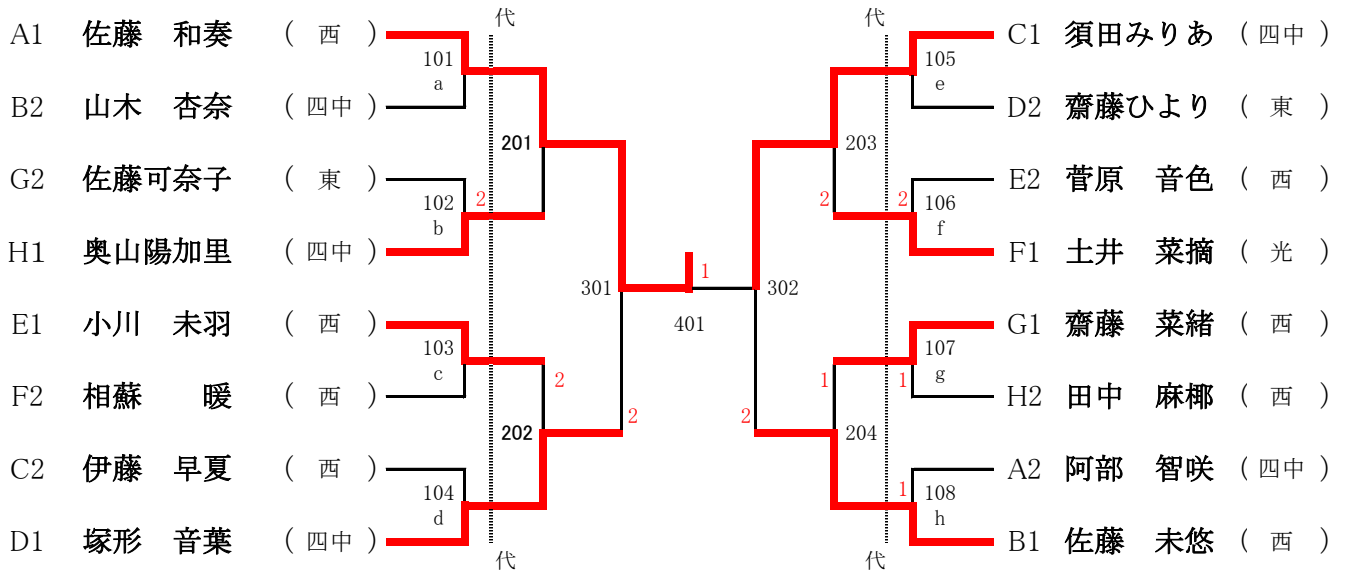 代
A1 佐藤 和奏 ( 西 )
101
a
B2 山木 杏奈 ( 四中 )
201
G2 佐藤可奈子 ( 東 )
102
2
b
H1 奥山陽加里 ( 四中 )
301
E1 小川 未羽 ( 西 )
103
c
2
F2 相蘇 暖 ( 西 )
2
202
C2 伊藤 早夏 ( 西 )
104
d
D1 塚形 音葉 ( 四中 )
代
1
401
代
C1 須田みりあ ( 四中 )
105
e
D2 齋藤ひより ( 東 )
203
E2 菅原 音色 ( 西 )
2
2
106
f
F1 土井 菜摘 ( 光 )
302
G1 齋藤 菜緒 ( 西 )
107
1
1
g
H2 田中 麻椰 ( 西 )
2
204
A2 阿部 智咲 ( 四中 )
1
108
h
B1 佐藤 未悠 ( 西 )
代